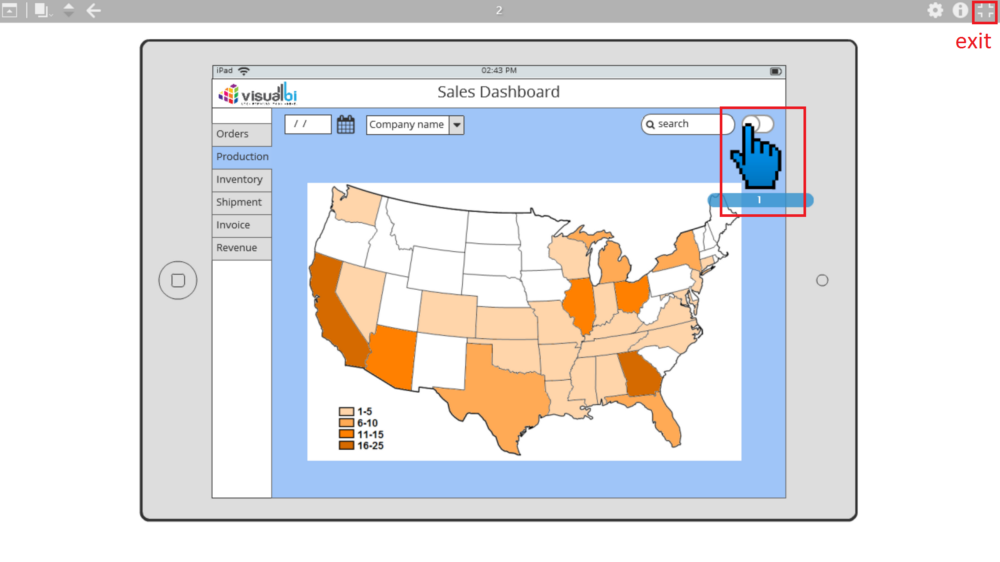 2
exit
iPad
02:43 PM
visualbi
Sales Dashboard
/ /
Company name
search
Orders
Production
Inventory
Shipment
Invoice
Revenue
1
1-5
6-10
11-15
16-25